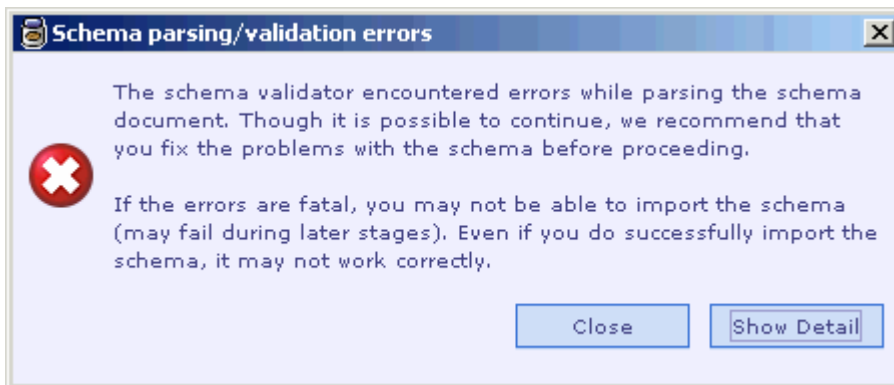 Schema parsing/validation errors
The schema validator encountered errors while parsing the schema
document. Though it is possible to continue, we recommend that
you fix the problems with the schema before proceeding.
If the errors are fatal, you may not be able to import the schema
(may fail during later stages). Even if you do successfully import the
schema, it may not work correctly.
Close
Show Detail